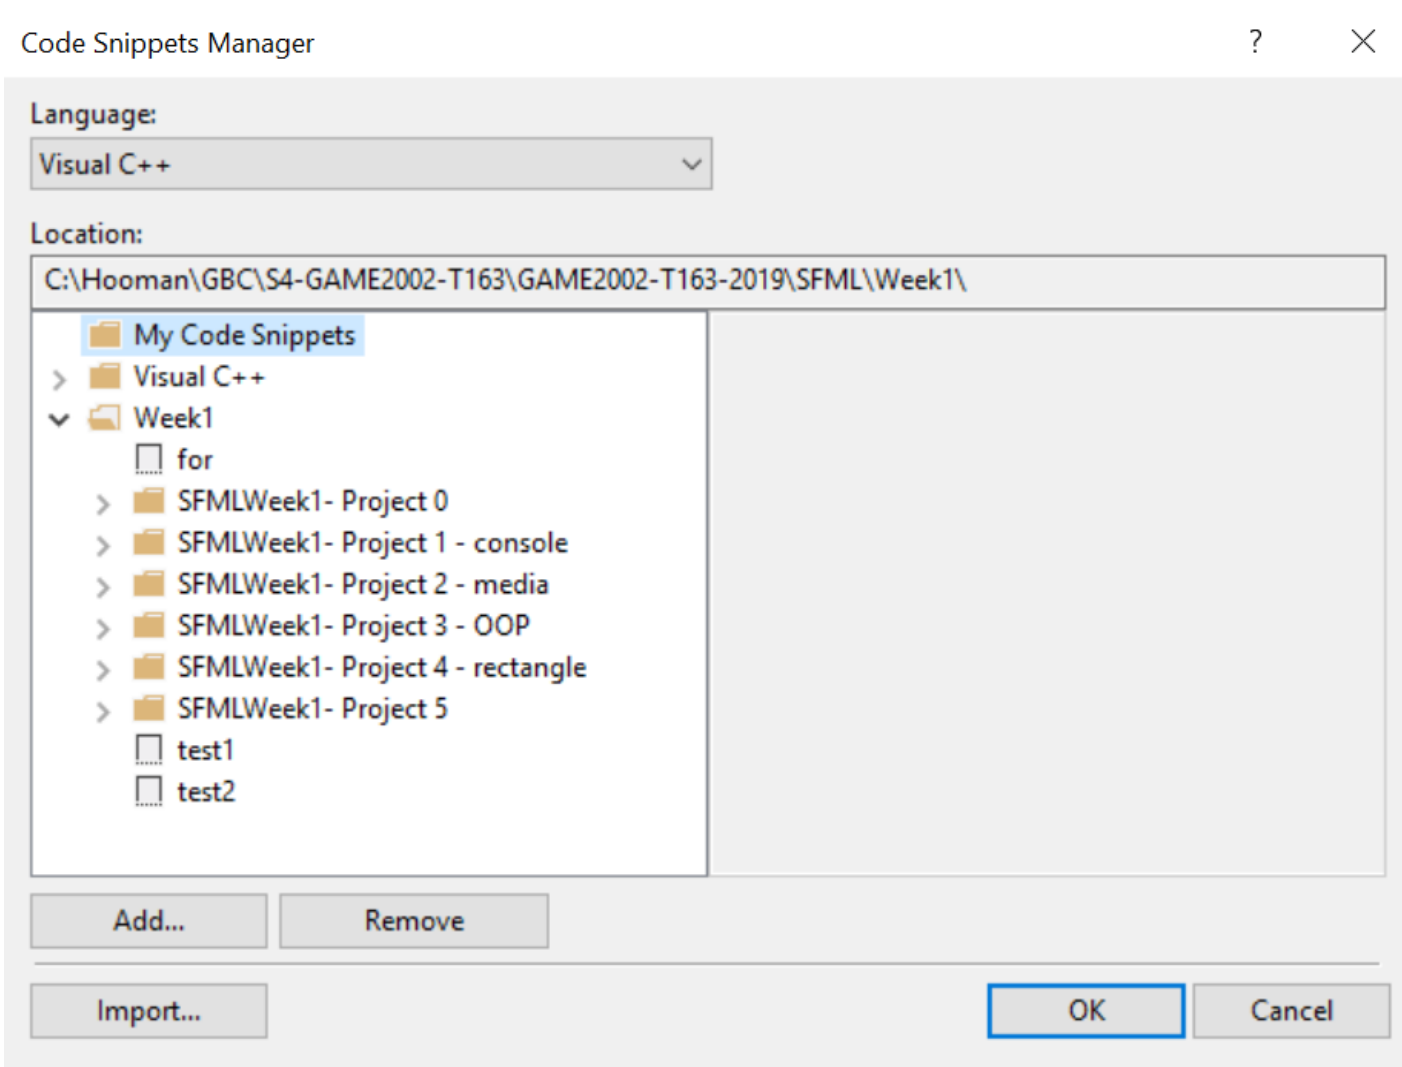 Code Snippets Manager
?
Language:
Visual C++
Location:
C:\Hooman\GBC\S4-GAME2002-T163\GAME2002-T163-2019\SFML\Week1\
My Code Snippets
Visual C++
Week1
for
SFMLWeek1- Project 0
SFMLWeek1- Project 1 - console
SFMLWeek1- Project 2 - media
SFMLWeek1- Project 3 - OOP
SFMLWeek1- Project 4 - rectangle
SFMLWeek1- Project 5
test1
test2
Add... Remove
Import... OK Cancel